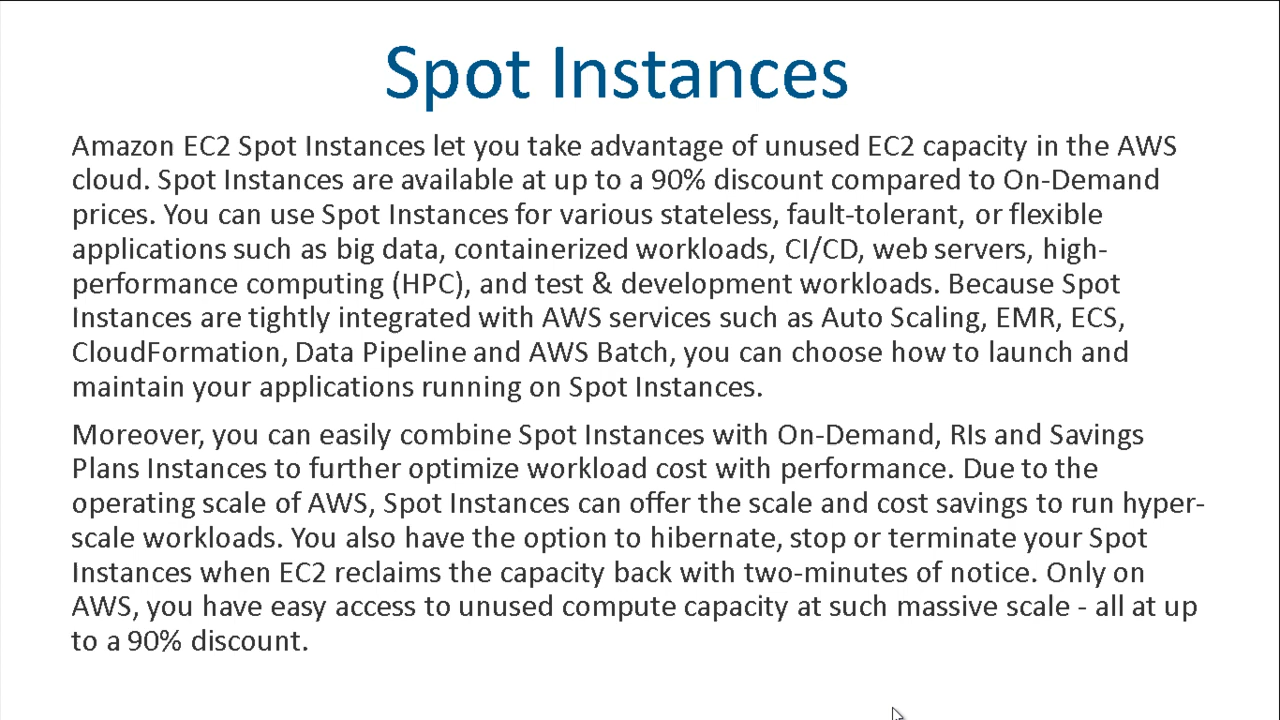 Spot Instances
Amazon EC2 Spot Instances let you take advantage of unused EC2 capacity in the AWS
cloud. Spot Instances are available at up to a 90% discount compared to On-Demand
prices. You can use Spot Instances for various stateless, fault-tolerant, or flexible
applications such as big data, containerized workloads, CI/CD, web servers, high-
performance computing (HPC), and test & development workloads. Because Spot
Instances are tightly integrated with AWS services such as Auto Scaling, EMR, ECS,
CloudFormation, Data Pipeline and AWS Batch, you can choose how to launch and
maintain your applications running on Spot Instances.
Moreover, you can easily combine Spot Instances with On-Demand, RIs and Savings
Plans Instances to further optimize workload cost with performance. Due to the
operating scale of AWS, Spot Instances can offer the scale and cost savings to run hyper-
scale workloads. You also have the option to hibernate, stop or terminate your Spot
Instances when EC2 reclaims the capacity back with two-minutes of notice. Only on
AWS, you have easy access to unused compute capacity at such massive scale - all at up
to a 90% discount.